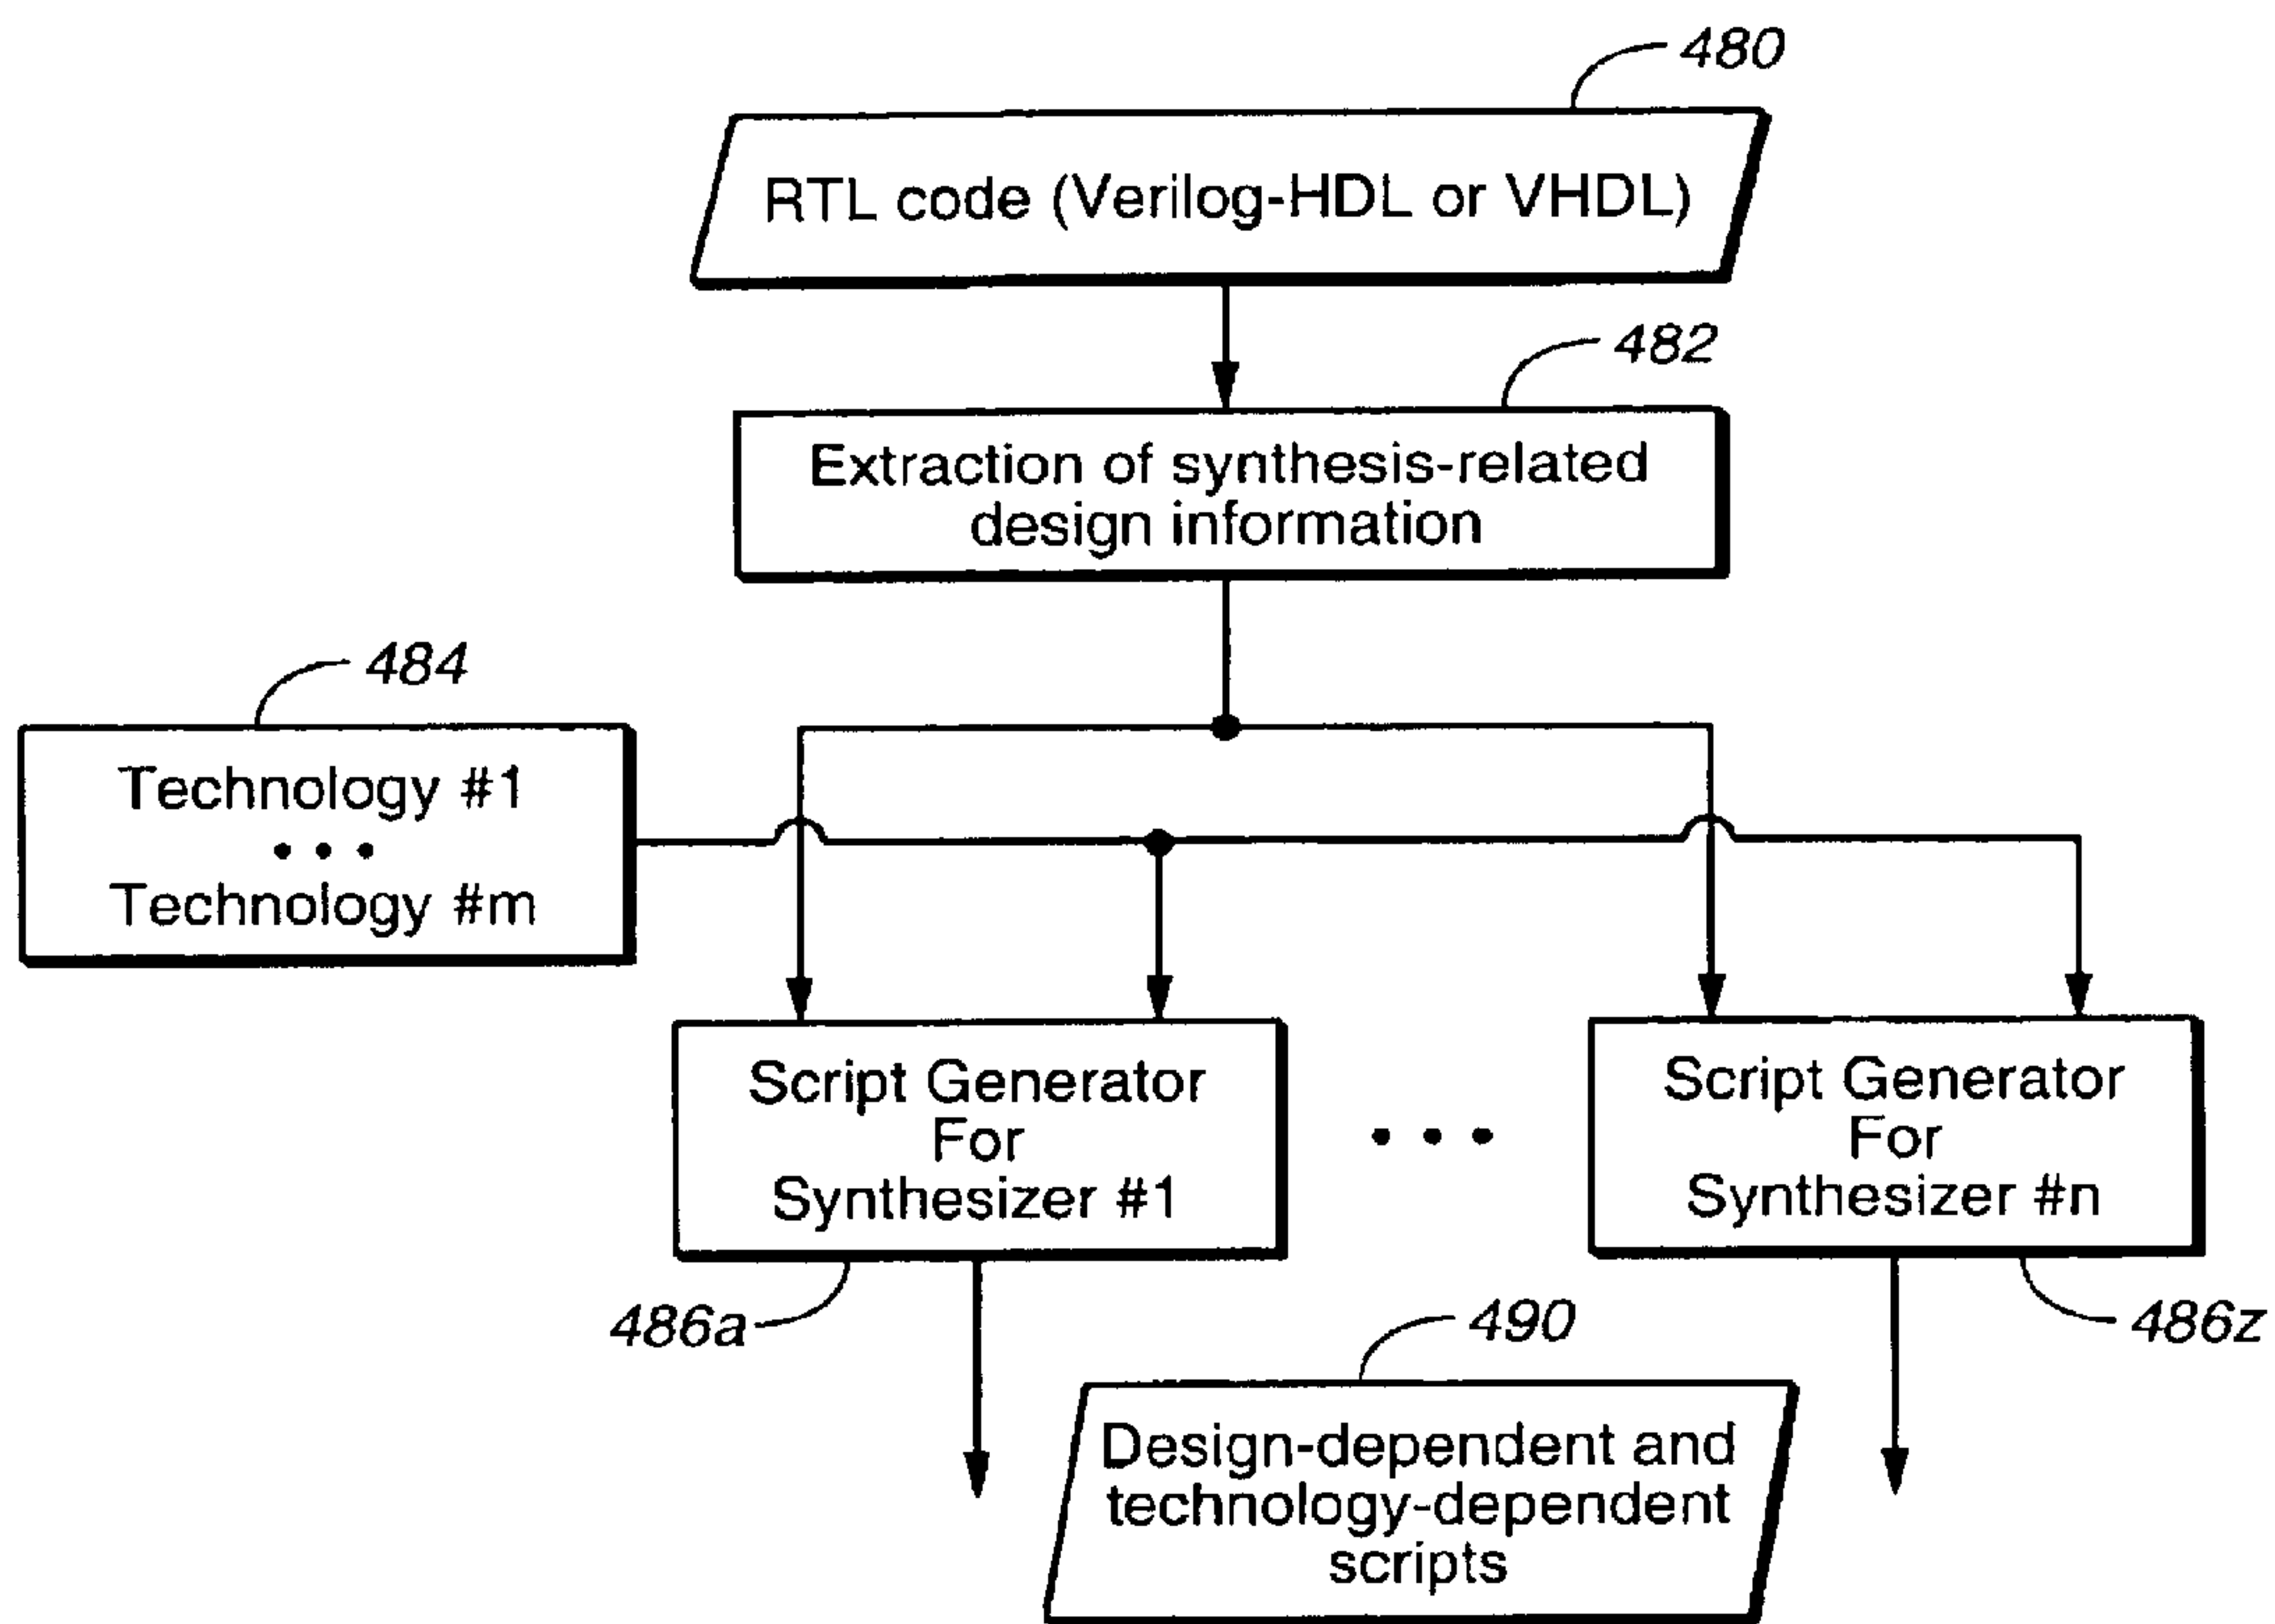 480
RTL code (Verilog-HDL or VHDL)
482
Extraction of synthesis-related
design information
484
Technology #1
• • •
Technology #m
Script Generator
For
Synthesizer #1
• • •
Script Generator
For
Synthesizer #n
486a
490
486z
Design-dependent and
technology-dependent
scripts